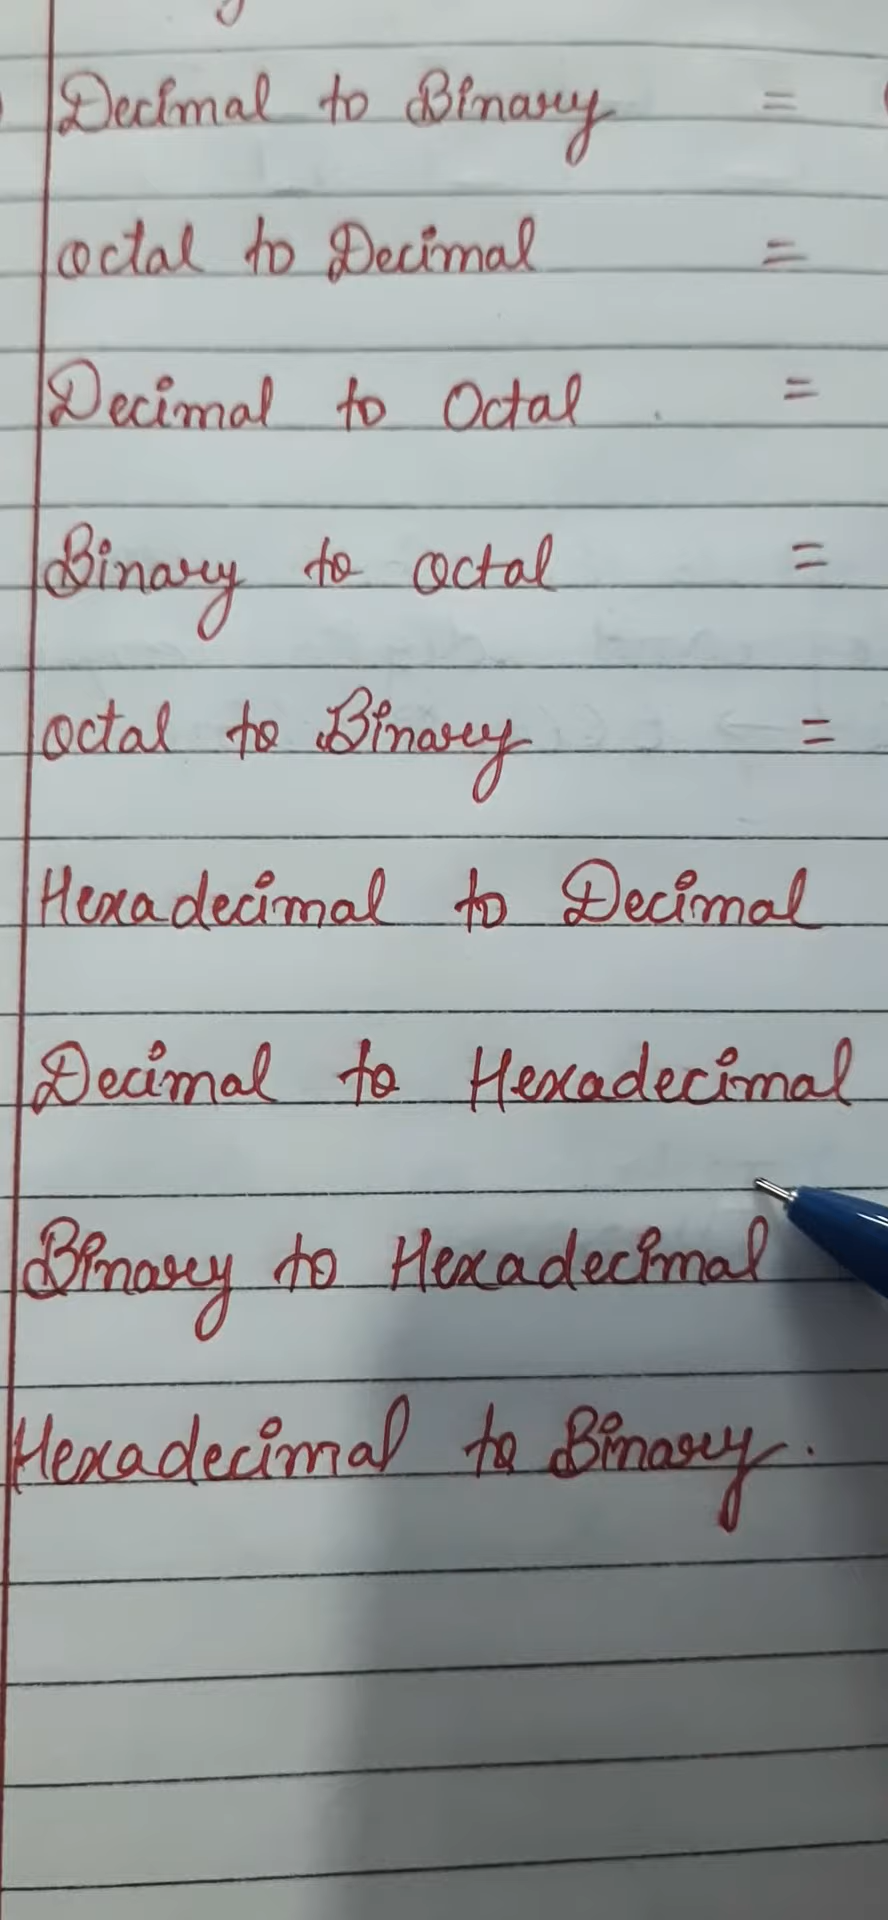 Decimal to Binary =
Octal to Decimal =
Decimal to Octal =
Binary to Octal =
Octal to Binary =
Hexadecimal to Decimal
Decimal to Hexadecimal
Binary to Hexadecimal
Hexadecimal to Binary.